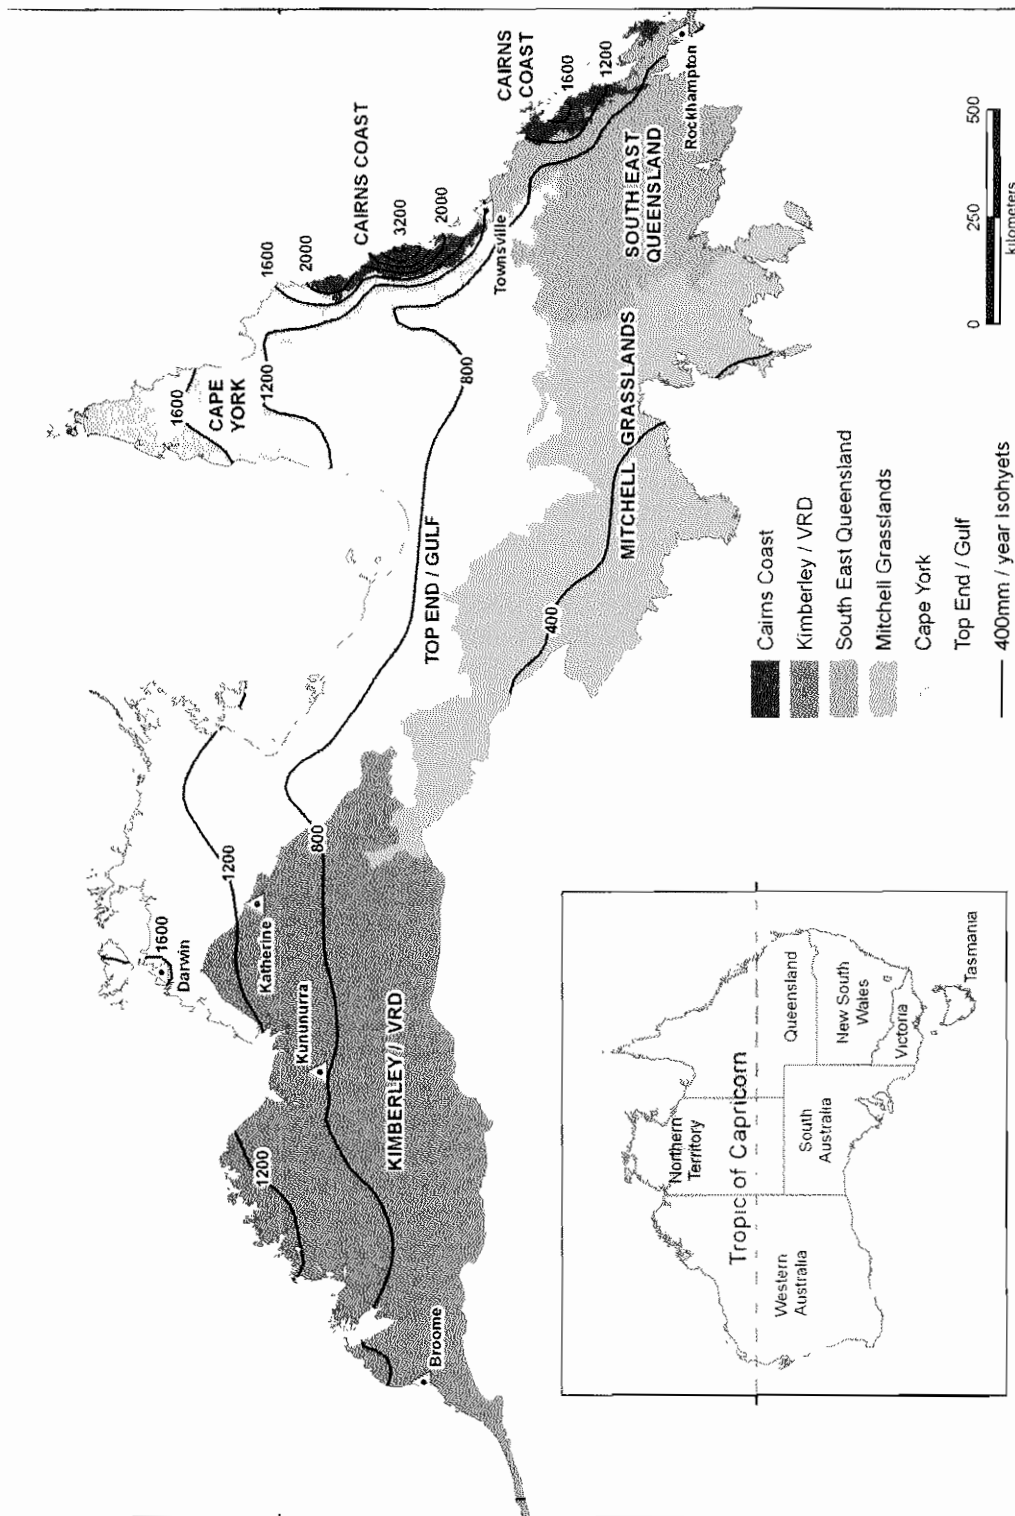 CAIRNS
COAST
1600
1200
Rockhampton
CAIRNS COAST
1600
2000
3200
2000
Townsville
SOUTH EAST
QUEENSLAND
1600
CAPE
YORK
1200
800
MITCHELL GRASSLANDS
400
TOP END / GULF
1600
Darwin
1200
Katherine
800
Kununurra
KIMBERLEY / VRD
1200
Broome
0
250
500
kilometers
Cairns Coast
Kimberley / VRD
South East Queensland
Mitchell Grasslands
Cape York
Top End / Gulf
400mm / year Isohyets
Northern
Territory
Queensland
Tropic of Capricorn
Western
Australia
South
Australia
New South
Wales
Victoria
Tasmania